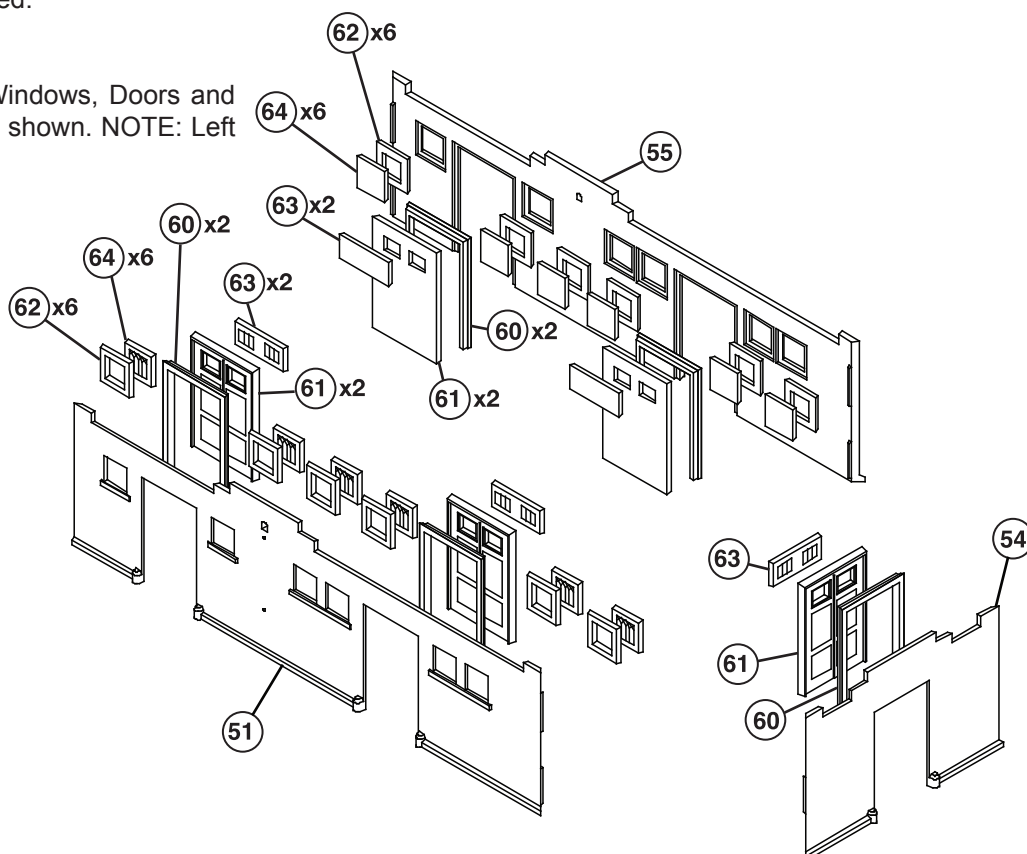 ed.
Windows, Doors and
shown. NOTE: Left
62 x6
64 x6
55
63 x2
60 x2
64 x6
63 x2
62 x6
60 x2
61 x2
61 x2
54
63
61
60
51